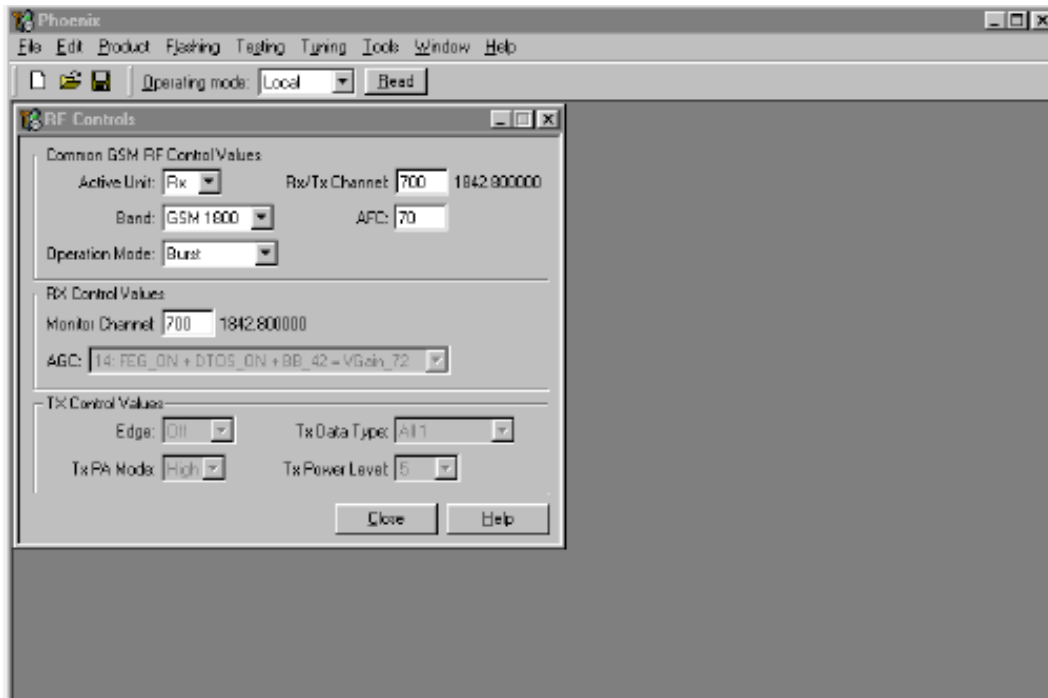 Phoenix
File Edit Product Flashing Testing Tuning Tools Window Help
Operating mode: Local Read
RF Controls
Common GSM RF Control Values
Active Unit: Rx Rx/Tx Channel: 700 1842.800000
Band: GSM 1800 AFC: 70
Operation Mode: Burst
RX Control Values
Monitor Channel: 700 1842.800000
AGC: 14: FEG_ON + DTOS_ON + BB_42 = VGain_72
TX Control Values
Edge: Off Tx Data Type: All 1
Tx PA Mode: High Tx Power Level: 5
Close Help